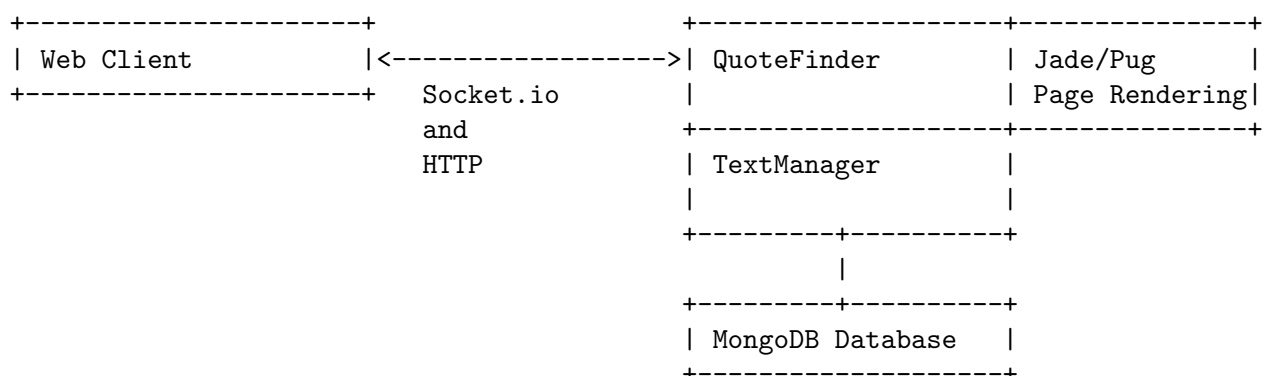 +----------------------+                    +--------------------+---------------+
| Web Client           |<------------------>| QuoteFinder        | Jade/Pug      |
+----------------------+   Socket.io        |                    | Page Rendering|
                           and              +--------------------+---------------+
                           HTTP             | TextManager        |
                                            |                    |
                                            +---------+----------+
                                                      |
                                            +---------+----------+
                                            | MongoDB Database   |
                                            +--------------------+